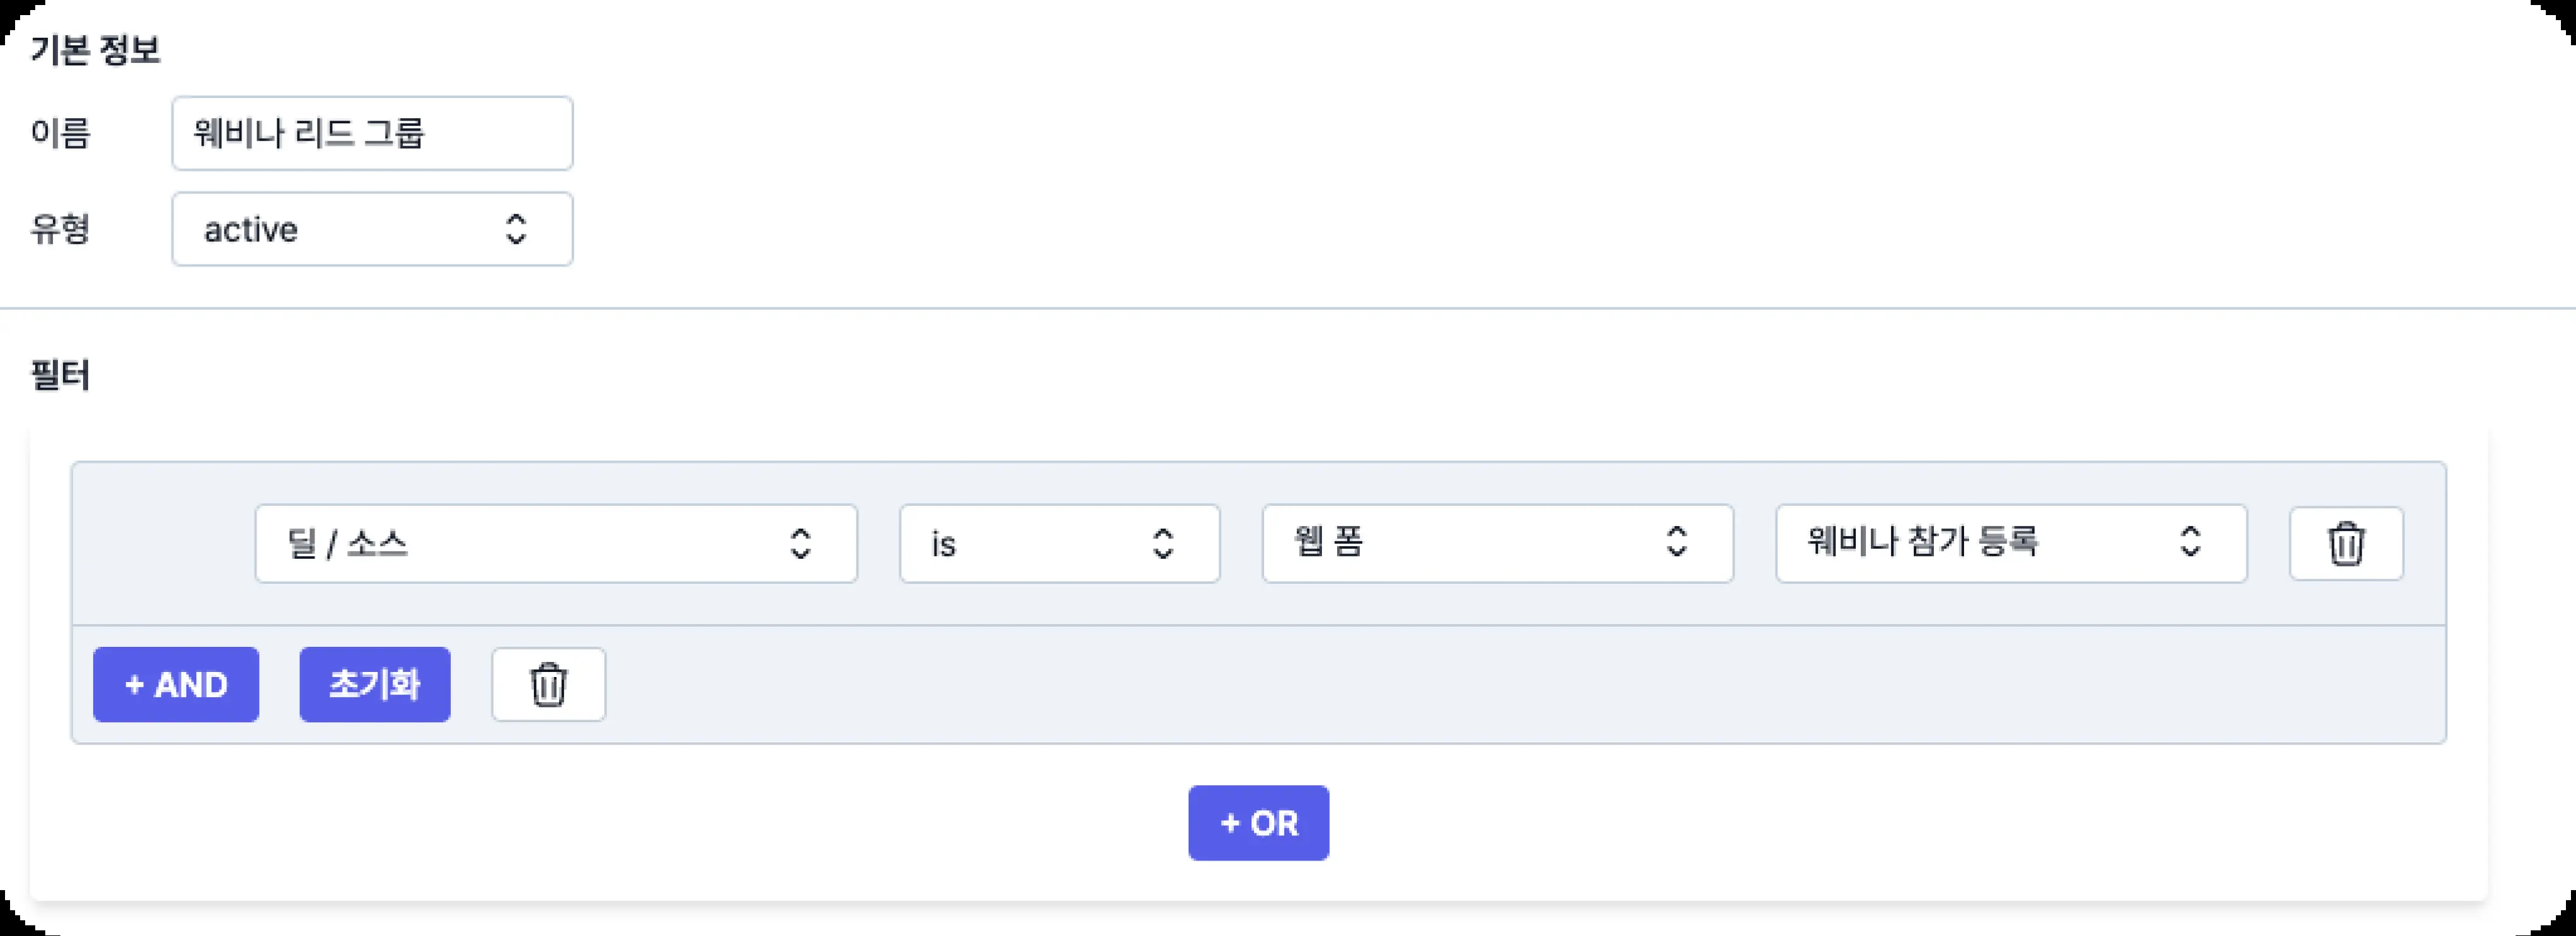 기본 정보
이름 웨비나 리드 그룹
유형 active
필터
딜 / 소스 is 웹 폼 웨비나 참가 등록
+ AND 초기화
+ OR